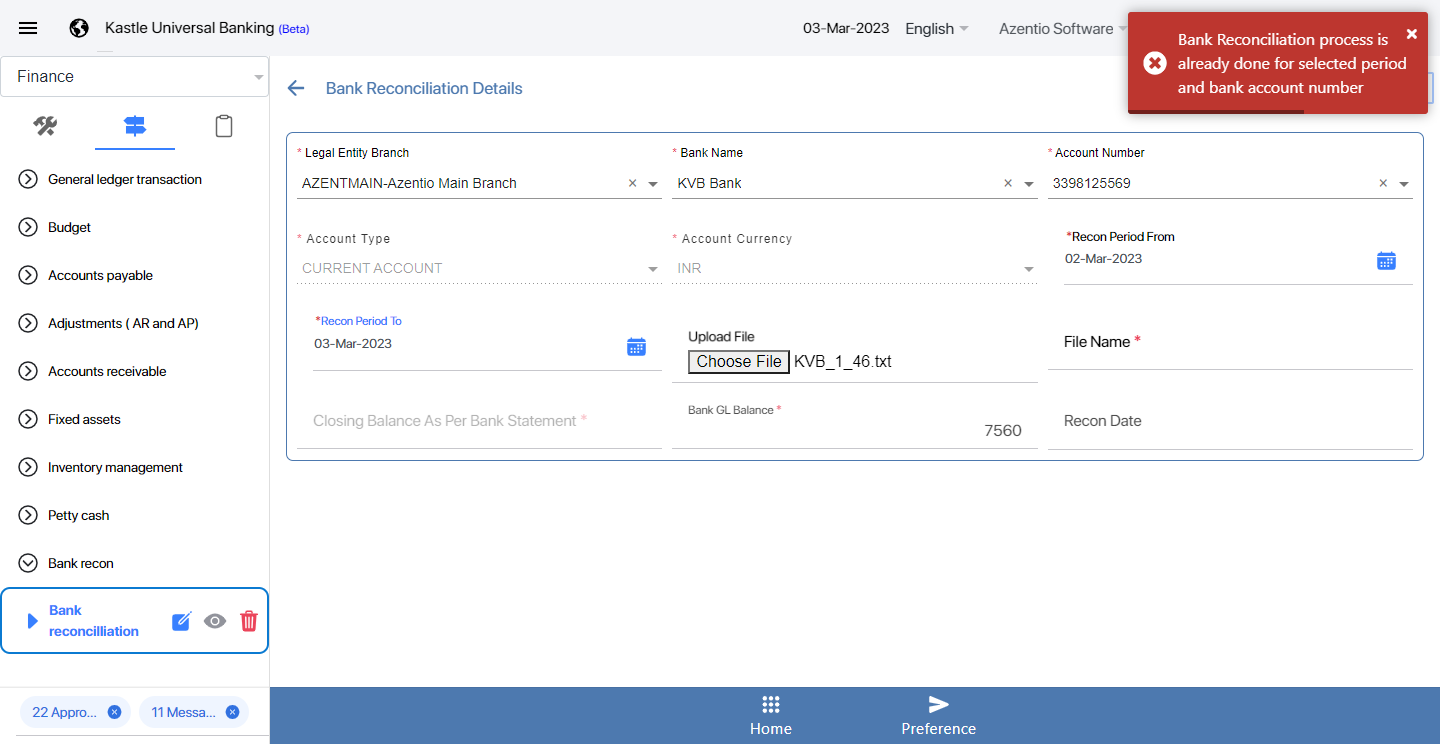 Kastle Universal Banking (Beta)
03-Mar-2023
English
Azentio Software
Bank Reconciliation process is
already done for selected period
and bank account number
Finance
General ledger transaction
Budget
Accounts payable
Adjustments ( AR and AP)
Accounts receivable
Fixed assets
Inventory management
Petty cash
Bank recon
Bank
reconcilliation
22 Appro...
11 Messa...
Bank Reconciliation Details
* Legal Entity Branch
AZENTMAIN-Azentio Main Branch
* Bank Name
KVB Bank
* Account Number
3398125569
* Account Type
CURRENT ACCOUNT
* Account Currency
INR
*Recon Period From
02-Mar-2023
*Recon Period To
03-Mar-2023
Upload File
Choose File KVB_1_46.txt
File Name *
Closing Balance As Per Bank Statement *
Bank GL Balance *
7560
Recon Date
Home
Preference